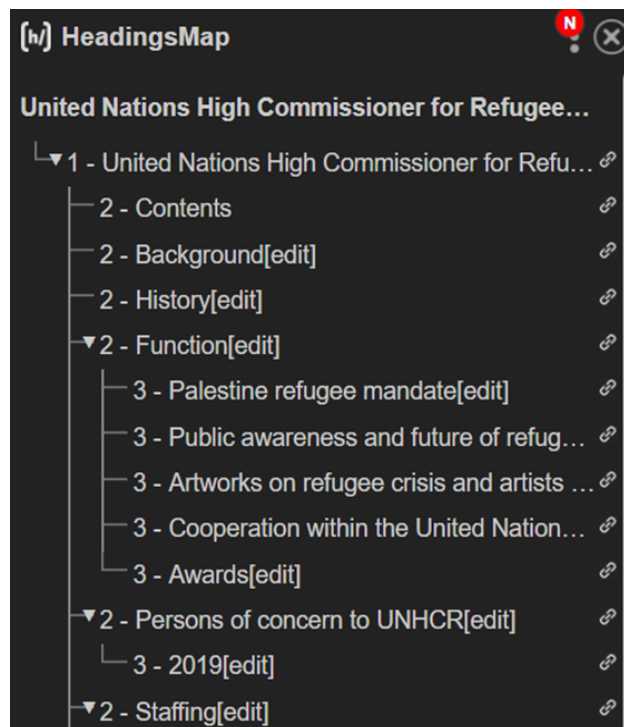 [h/] HeadingsMap
N
United Nations High Commissioner for Refugee...
1 - United Nations High Commissioner for Refu...
2 - Contents
2 - Background[edit]
2 - History[edit]
2 - Function[edit]
3 - Palestine refugee mandate[edit]
3 - Public awareness and future of refug...
3 - Artworks on refugee crisis and artists ...
3 - Cooperation within the United Nation...
3 - Awards[edit]
2 - Persons of concern to UNHCR[edit]
3 - 2019[edit]
2 - Staffing[edit]